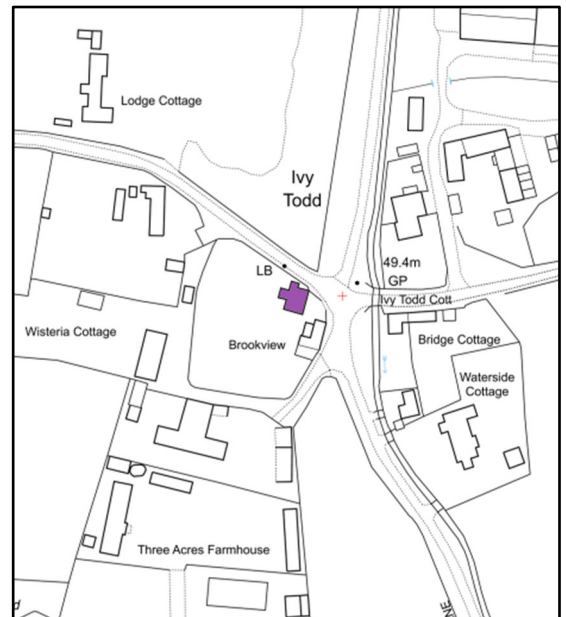 Lodge Cottage
Ivy
Todd
49.4m
GP
LB
Ivy Todd Cott
Wisteria Cottage
Brookview
Bridge Cottage
Waterside
Cottage
Three Acres Farmhouse